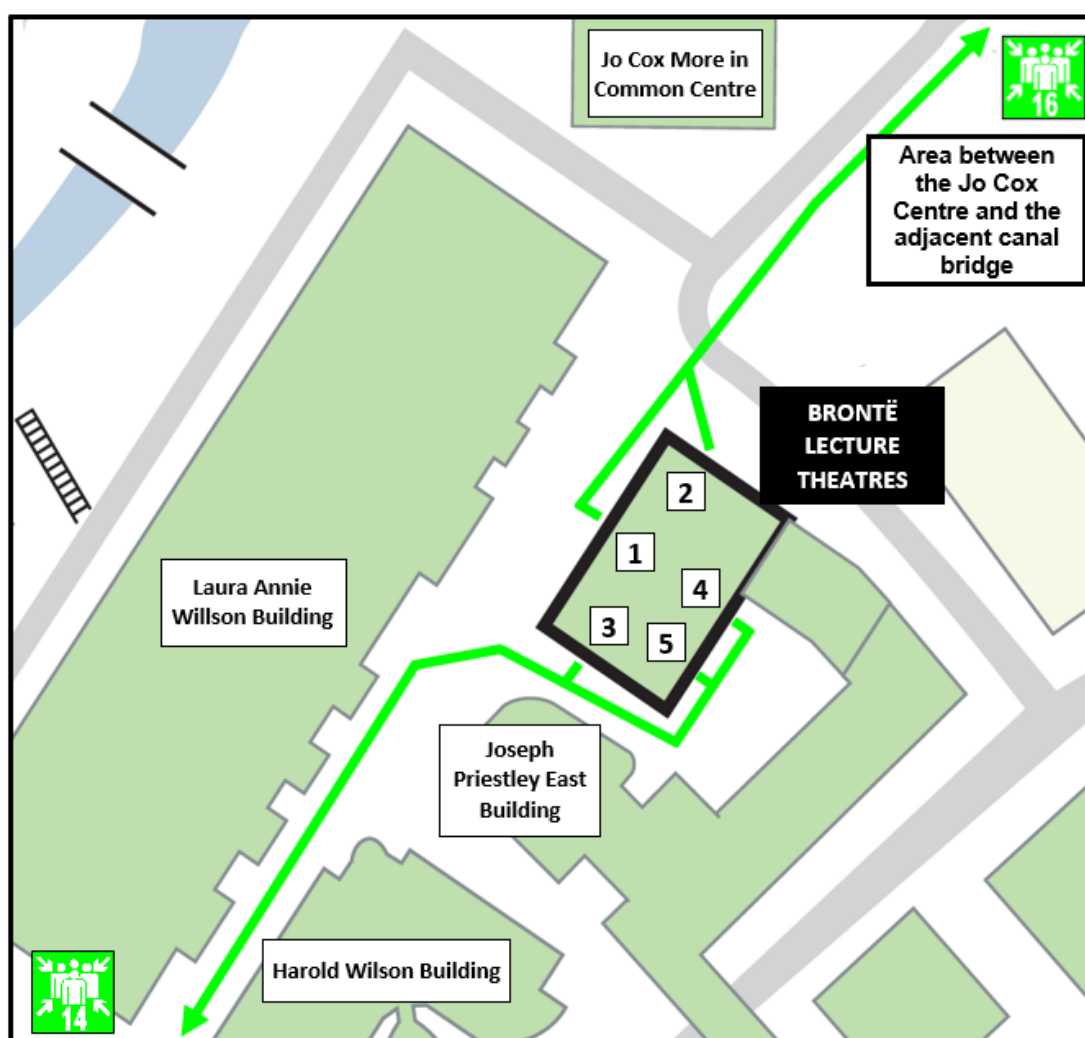 Jo Cox More in
Common Centre
16
Area between
the Jo Cox
Centre and the
adjacent canal
bridge
BRONTË
LECTURE
THEATRES
2
1
4
3
5
Laura Annie
Willson Building
Joseph
Priestley East
Building
Harold Wilson Building
14